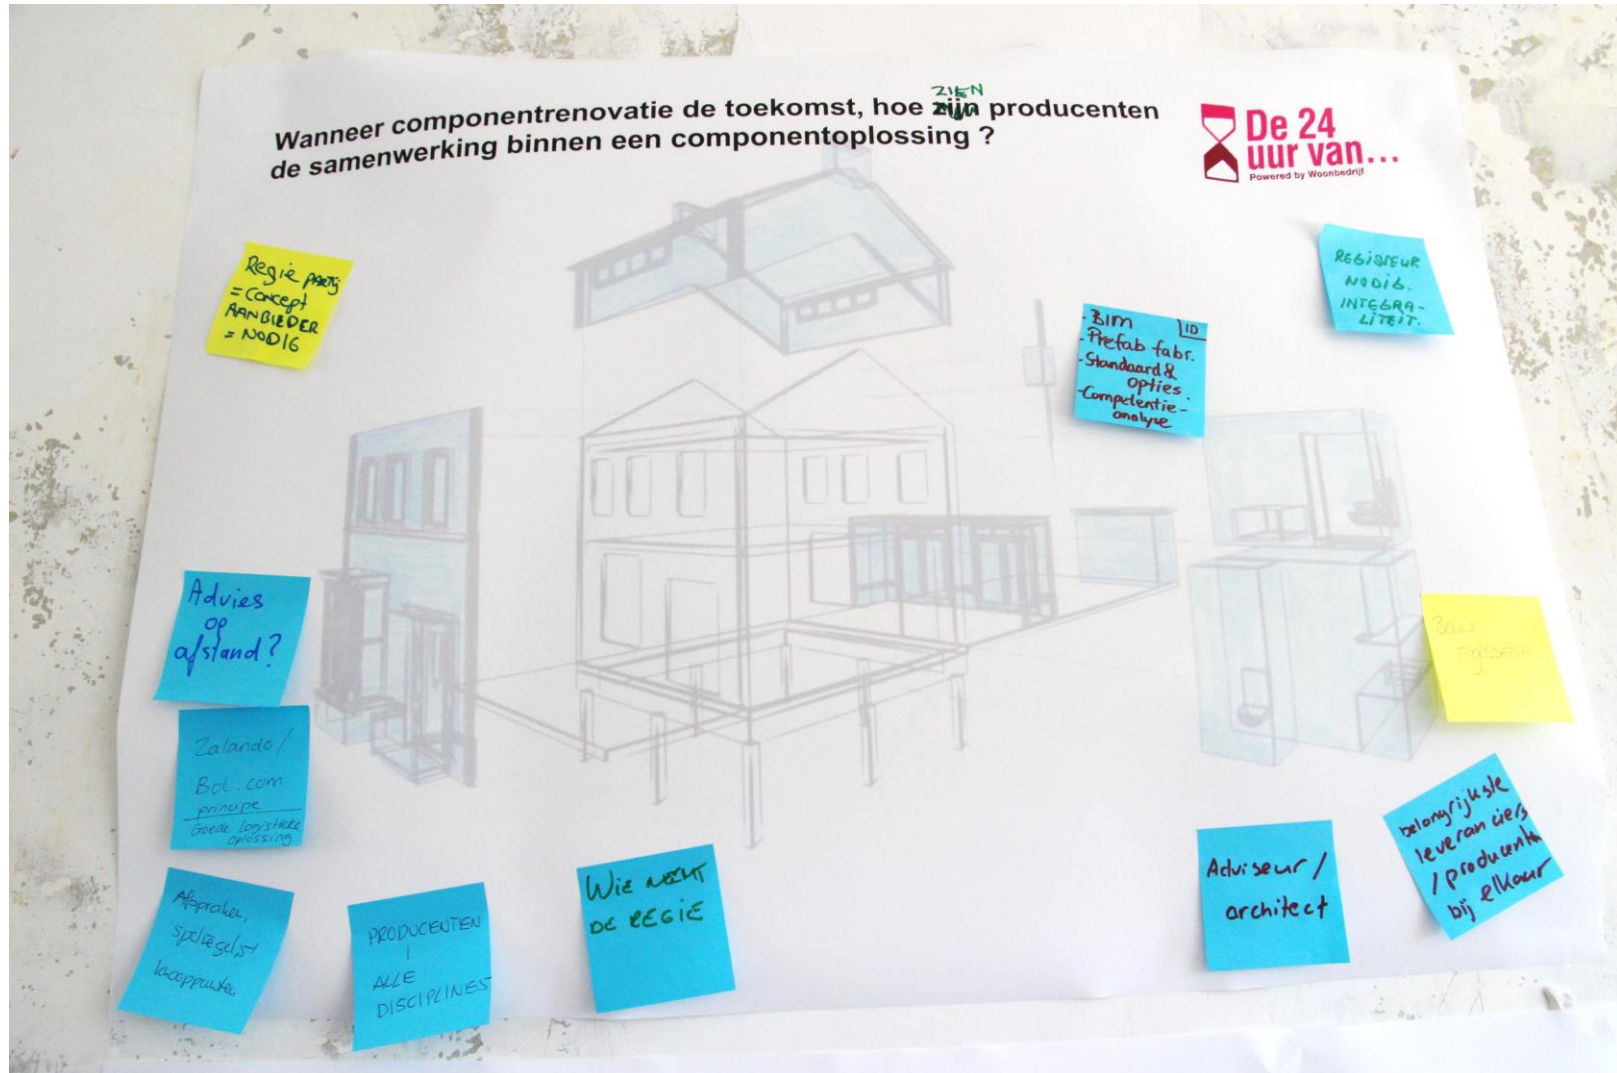 ZIEN
Wanneer componentrenovatie de toekomst, hoe zijn producenten
de samenwerking binnen een componentoplossing ?
De 24
uur van...
Powered by Woonbedrijf
Regie partij
= Concept
AANBIEDER
= NODIG
REGISSEUR
NODIG.
INTEGRA-
LITEIT.
- BIM ID
- Prefab fabr.
- Standaard &
opties.
- Competentie-
analyse
Advies
op
afstand?
Zalando /
Bol.com
principe
Goede logistieke
oplossing
Afspraken,
knooppunten
PRODUCENTEN
ALLE
DISCIPLINES
Wie NEEMT
DE REGIE
Adviseur /
architect
belangrijkste
leveranciers
/ producenten
bij elkaar
regisseur